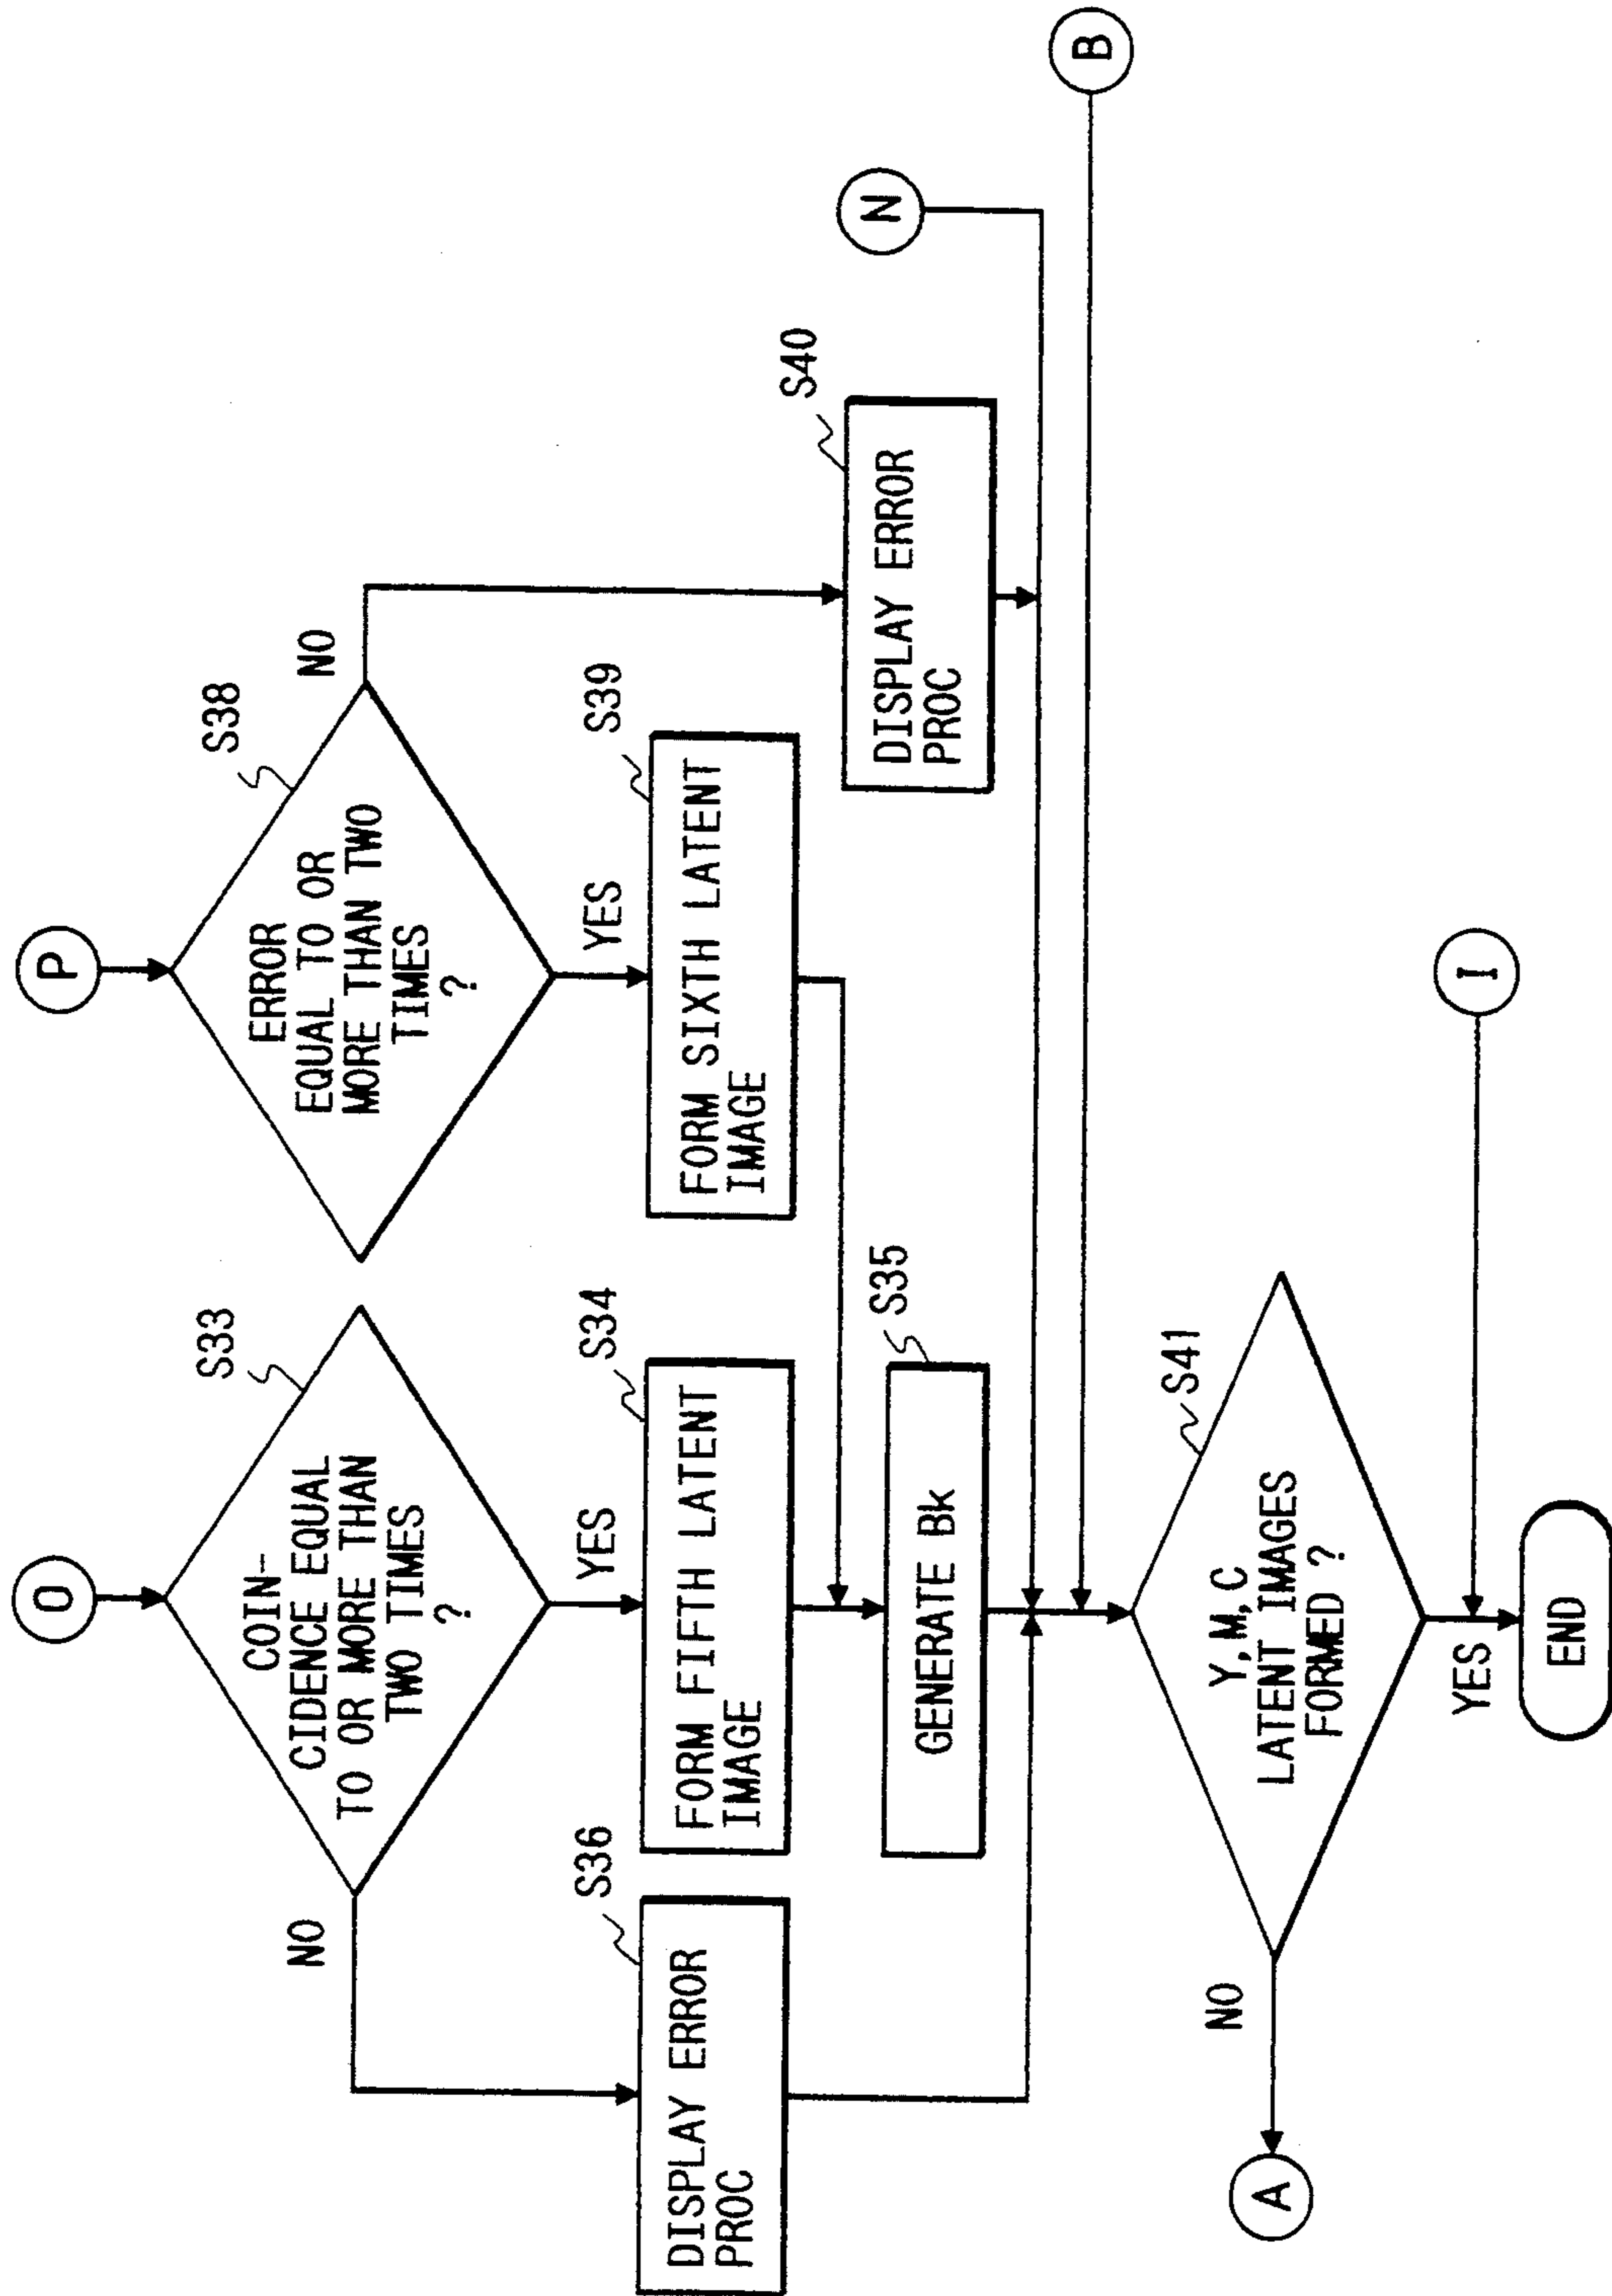 O
S33
COIN-
CIDENCE EQUAL
TO OR MORE THAN
TWO TIMES
?
NO
YES
S36
DISPLAY ERROR
PROC
S34
FORM FIFTH LATENT
IMAGE
S35
GENERATE Bk
P
S38
ERROR
EQUAL TO OR
MORE THAN TWO
TIMES
?
NO
YES
S39
FORM SIXTH LATENT
IMAGE
S40
DISPLAY ERROR
PROC
N
B
S41
Y,M,C
LATENT IMAGES
FORMED ?
NO
A
YES
I
END